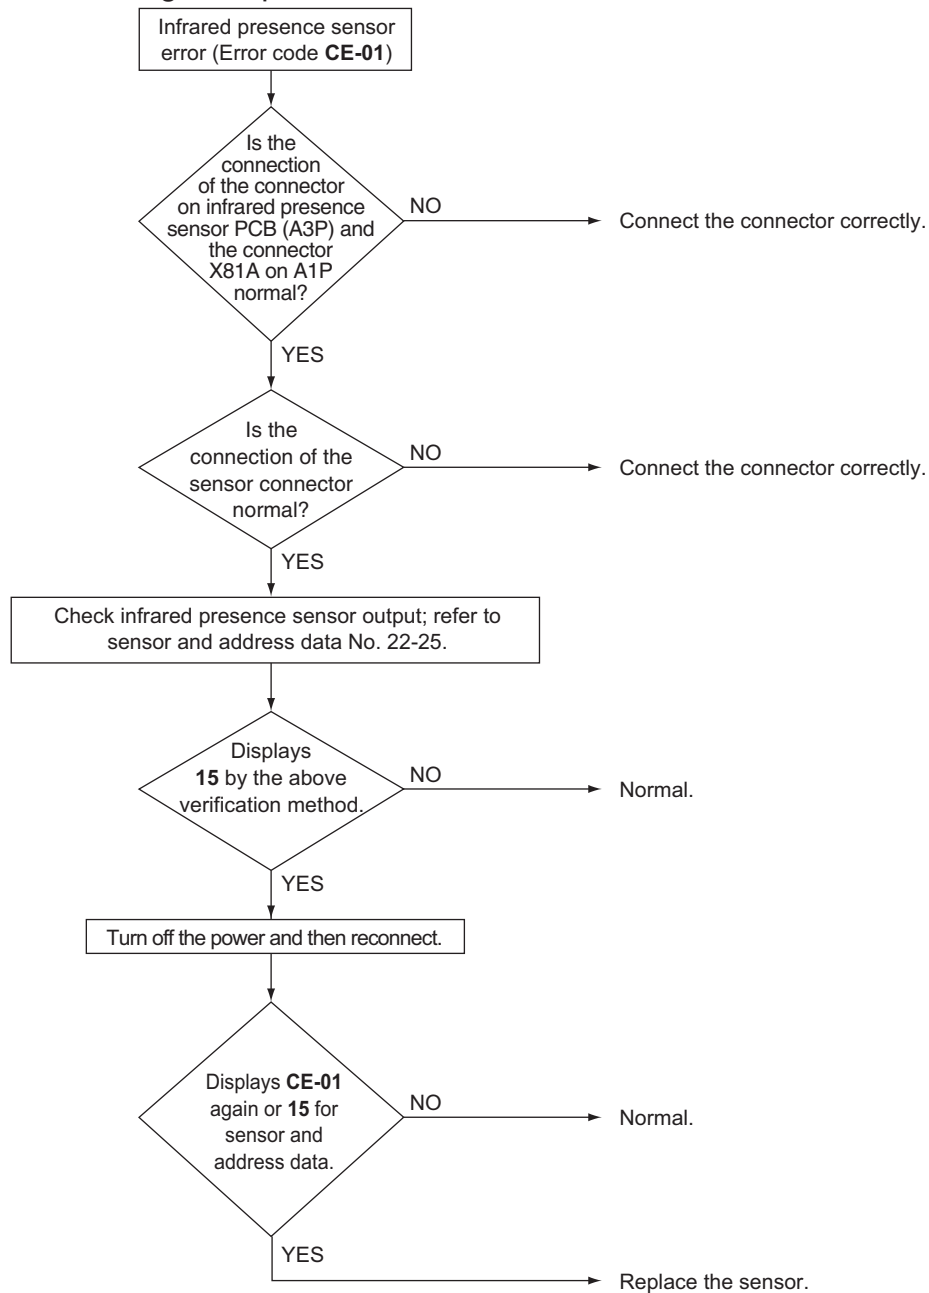 Infrared presence sensor
error (Error code CE-01)
Is the
connection
of the connector
on infrared presence
sensor PCB (A3P) and
the connector
X81A on A1P
normal?
NO
Connect the connector correctly.
YES
Is the
connection of the
sensor connector
normal?
NO
Connect the connector correctly.
YES
Check infrared presence sensor output; refer to
sensor and address data No. 22-25.
Displays
15 by the above
verification method.
NO
Normal.
YES
Turn off the power and then reconnect.
Displays CE-01
again or 15 for
sensor and
address data.
NO
Normal.
YES
Replace the sensor.